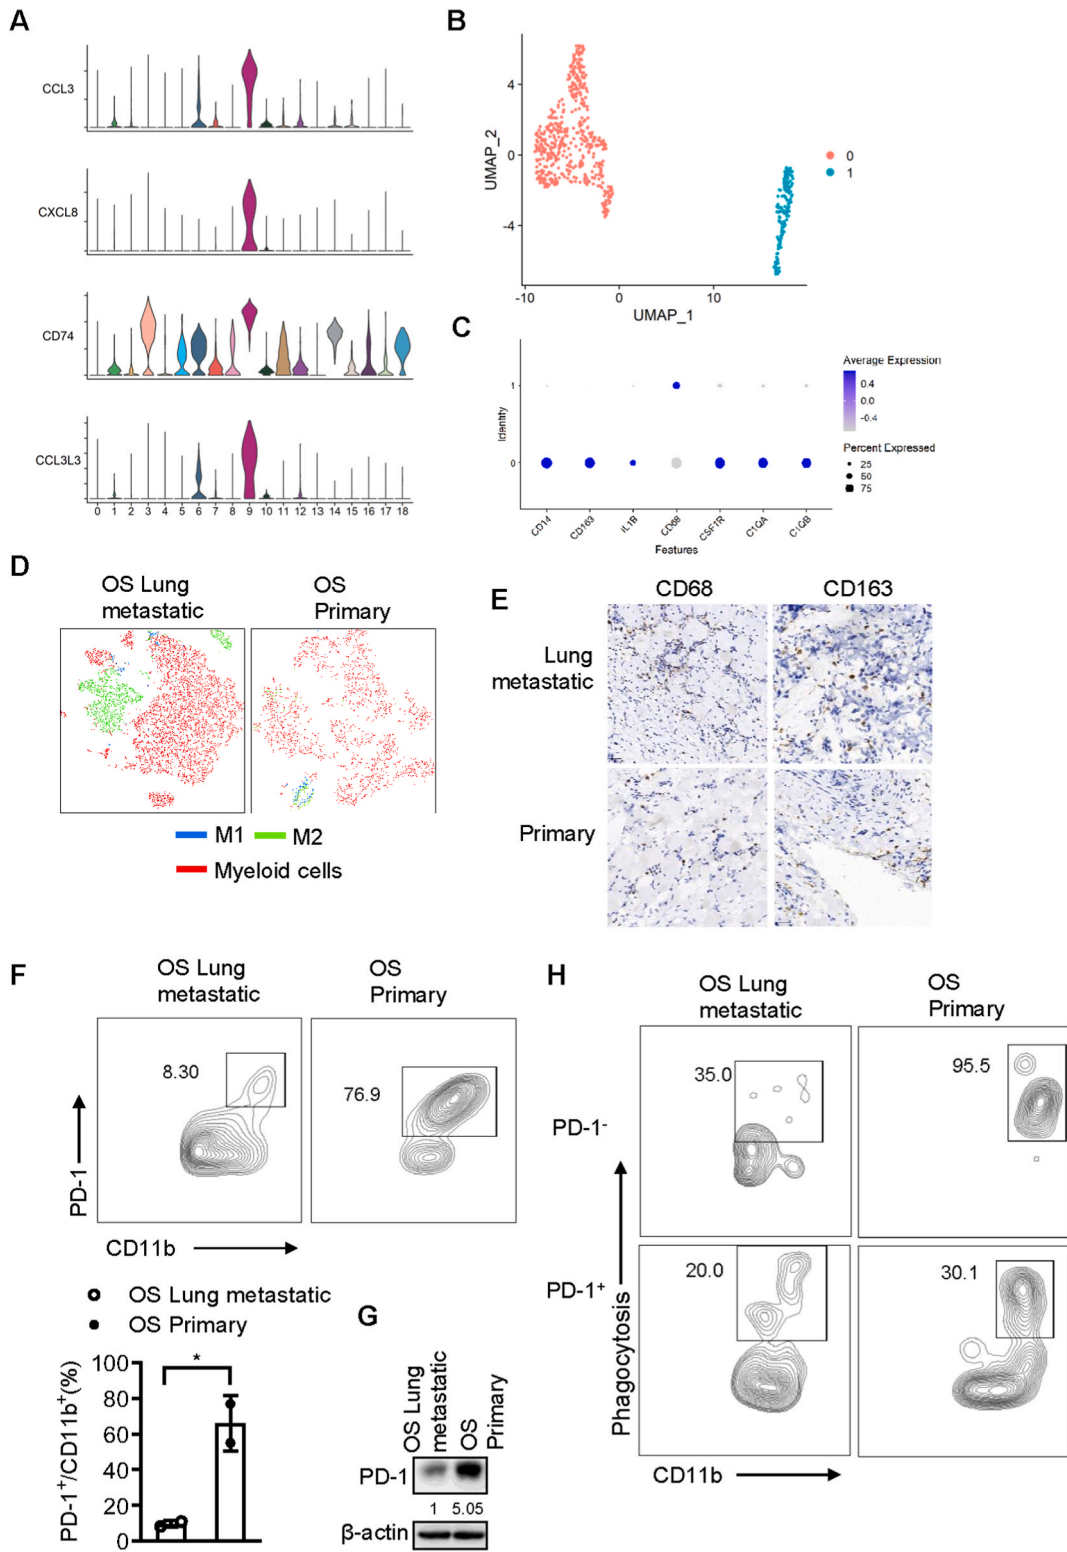 A
CCL3
CXCL8
CD74
CCL3L3
0 1 2 3 4 5 6 7 8 9 10 11 12 13 14 15 16 17 18
B
UMAP_2
4
0
-4
-10 0 10
UMAP_1
0
1
C
Identity
1
0
CD14 CD163 IL1B CD68 CSF1R C1QA C1QB
Features
Average Expression
0.4
0.0
-0.4
Percent Expressed
25
50
75
D
OS Lung
metastatic
OS
Primary
M1 M2
Myeloid cells
E
CD68 CD163
Lung
metastatic
Primary
F
OS Lung
metastatic
OS
Primary
8.30
76.9
PD-1
CD11b
OS Lung metastatic
OS Primary
PD-1+/CD11b+(%)
100
80
60
40
20
0
*
G
OS Lung
metastatic
OS
Primary
PD-1
1 5.05
β-actin
H
OS Lung
metastatic
OS
Primary
PD-1-
35.0
95.5
PD-1+
20.0
30.1
Phagocytosis
CD11b